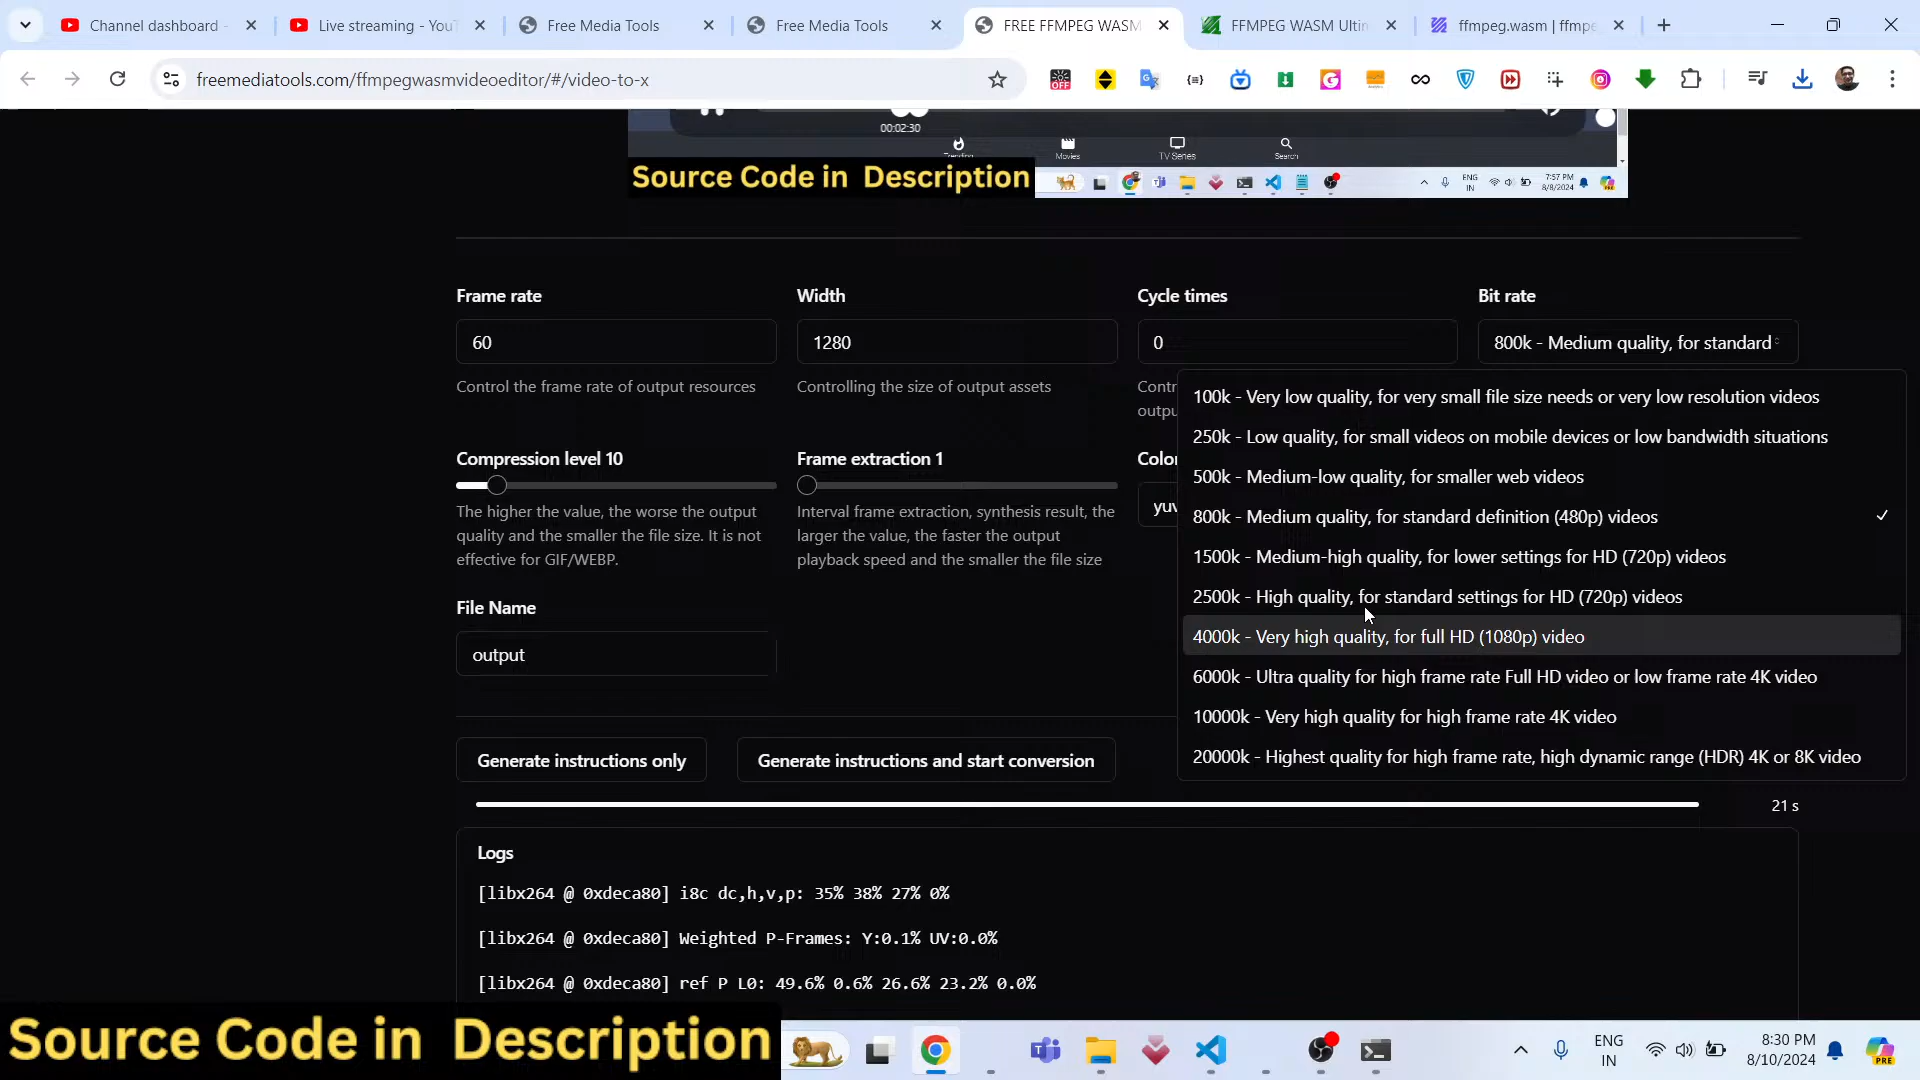 Channel dashboard -
Live streaming - YouT
Free Media Tools
Free Media Tools
FREE FFMPEG WASM
FFMPEG WASM Ultin
ffmpeg.wasm | ffmpe
freemediatools.com/ffmpegwasmvideoeditor/#/video-to-x
OFF
00:02:30
Trending
Movies
TV Series
Search
Source Code in Description
ENG
IN
7:57 PM
8/8/2024
PRE
Frame rate
Width
Cycle times
Bit rate
60
1280
0
800k - Medium quality, for standard
Control the frame rate of output resources
Controlling the size of output assets
Contr
outpu
100k - Very low quality, for very small file size needs or very low resolution videos
250k - Low quality, for small videos on mobile devices or low bandwidth situations
500k - Medium-low quality, for smaller web videos
800k - Medium quality, for standard definition (480p) videos
1500k - Medium-high quality, for lower settings for HD (720p) videos
2500k - High quality, for standard settings for HD (720p) videos
4000k - Very high quality, for full HD (1080p) video
6000k - Ultra quality for high frame rate Full HD video or low frame rate 4K video
10000k - Very high quality for high frame rate 4K video
20000k - Highest quality for high frame rate, high dynamic range (HDR) 4K or 8K video
Compression level 10
Frame extraction 1
Color
yuv
The higher the value, the worse the output
quality and the smaller the file size. It is not
effective for GIF/WEBP.
Interval frame extraction, synthesis result, the
larger the value, the faster the output
playback speed and the smaller the file size
File Name
output
Generate instructions only
Generate instructions and start conversion
21 s
Logs
[libx264 @ 0xdeca80] i8c dc,h,v,p: 35% 38% 27% 0%
[libx264 @ 0xdeca80] Weighted P-Frames: Y:0.1% UV:0.0%
[libx264 @ 0xdeca80] ref P L0: 49.6% 0.6% 26.6% 23.2% 0.0%
Source Code in Description
ENG
IN
8:30 PM
8/10/2024
PRE